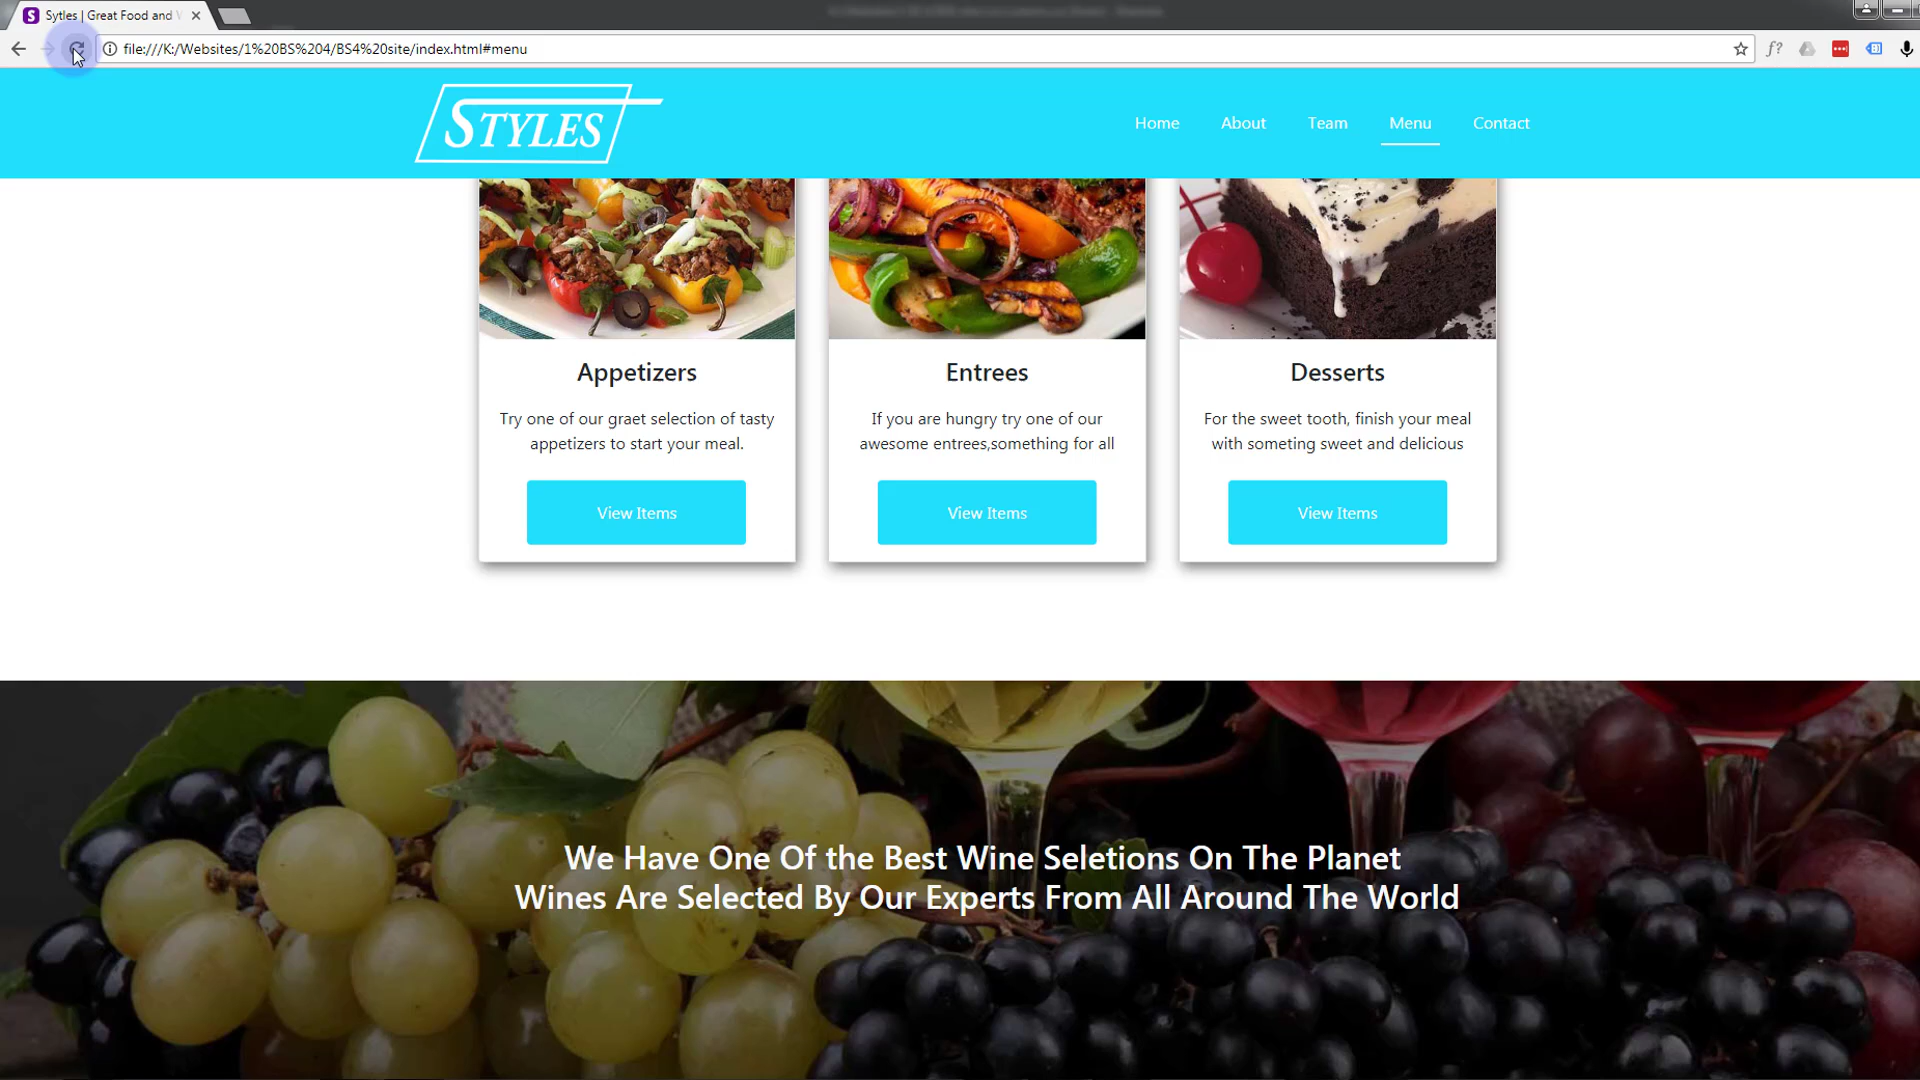 Sytles | Great Food and
file:///K:/Websites/1%20BS%204/BS4%20site/index.html#menu
f?
STYLES
Home
About
Team
Menu
Contact
Appetizers
Entrees
Desserts
Try one of our graet selection of tasty
appetizers to start your meal.
If you are hungry try one of our
awesome entrees,something for all
For the sweet tooth, finish your meal
with someting sweet and delicious
View Items
View Items
View Items
We Have One Of the Best Wine Seletions On The Planet
Wines Are Selected By Our Experts From All Around The World